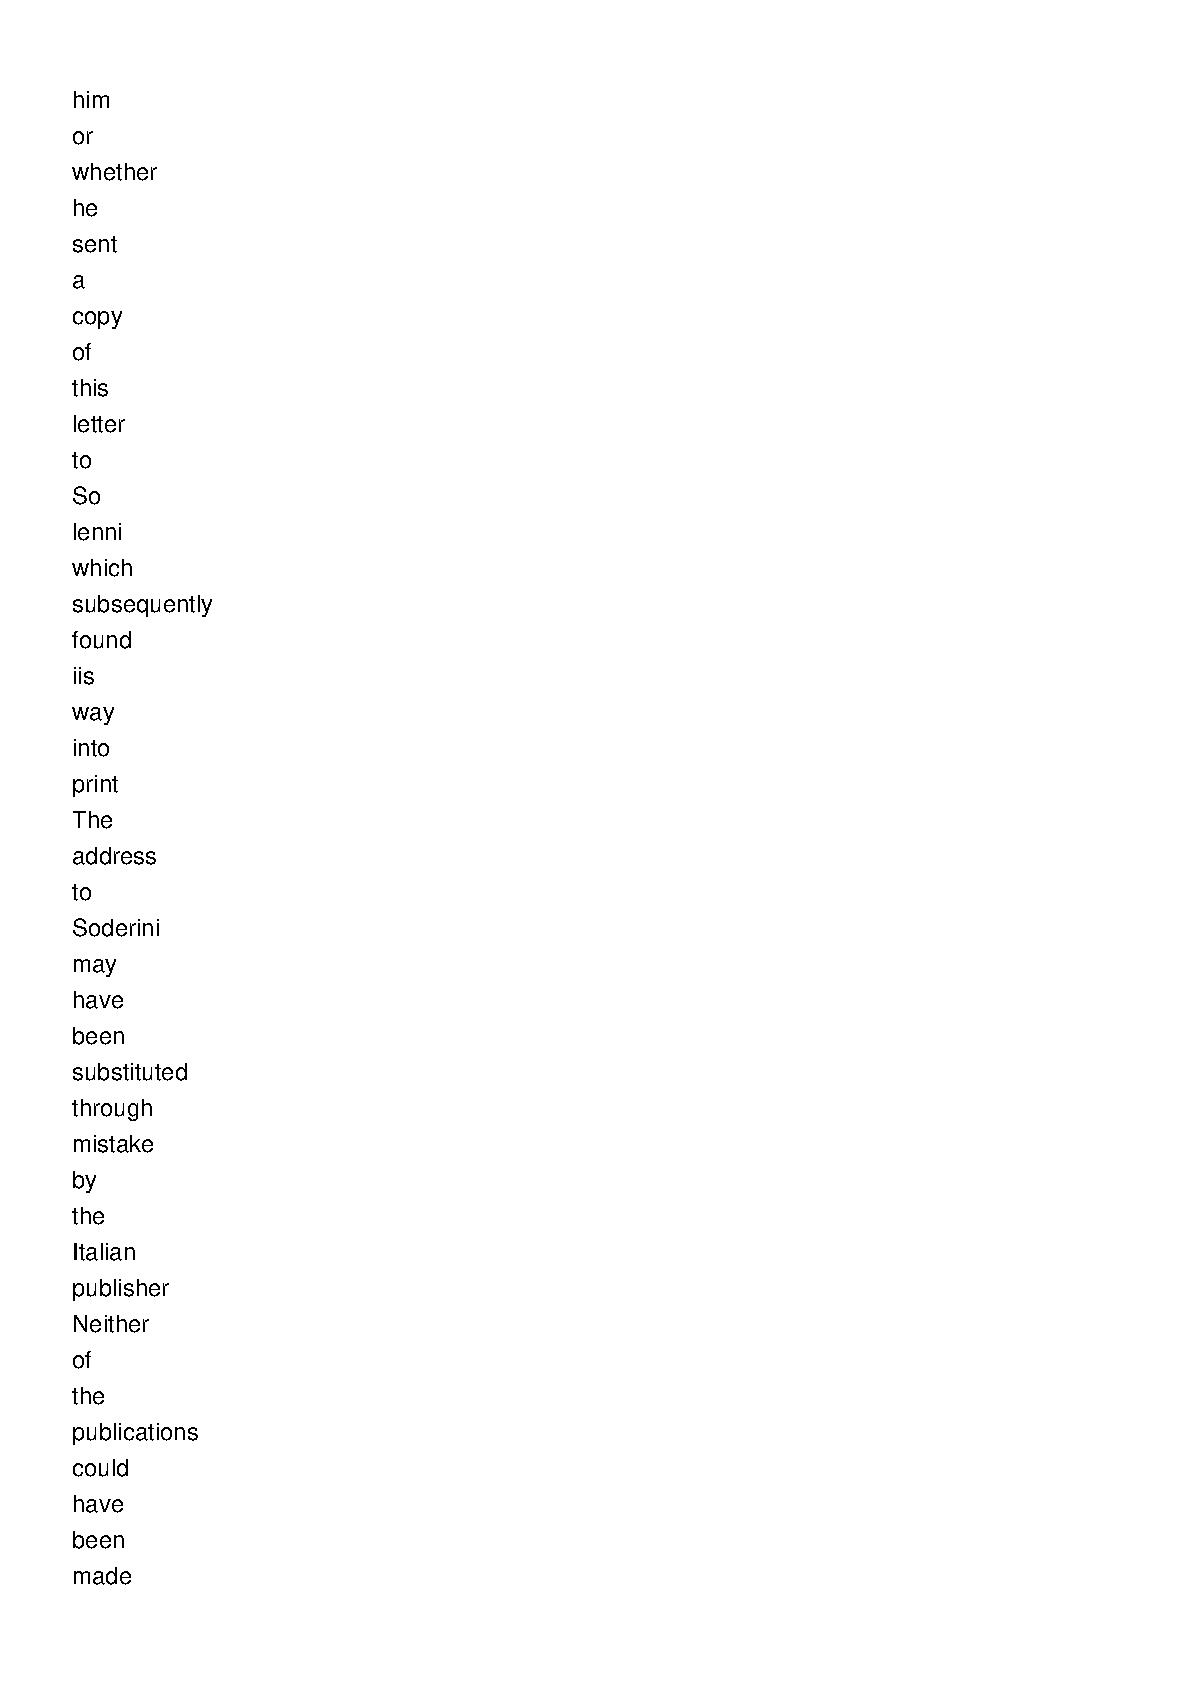 him
or
whether
he
sent
a
copy
of
this
letter
to
So
lenni
which
subsequently
found
iis
way
into
print
The
address
to
Soderini
may
have
been
substituted
through
mistake
by
the
Italian
publisher
Neither
of
the
publications
could
have
been
made